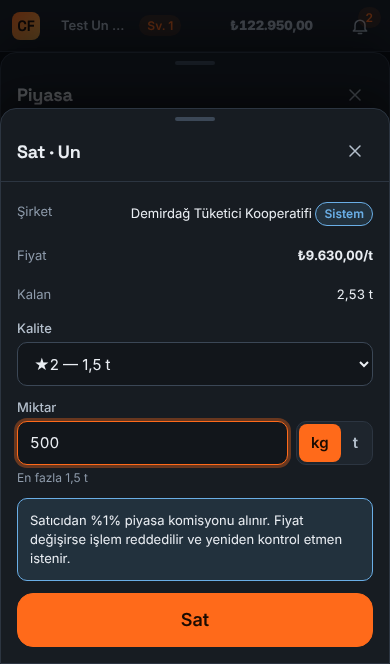 CF Test Un ... Sv. 1 ₺122.950,00 2
Piyasa
Sat · Un
Şirket Demirdağ Tüketici Kooperatifi Sistem
Fiyat ₺9.630,00/t
Kalan 2,53 t
Kalite
★2 — 1,5 t
Miktar
500 kg t
En fazla 1,5 t
Satıcıdan %1% piyasa komisyonu alınır. Fiyat
değişirse işlem reddedilir ve yeniden kontrol etmen
istenir.
Sat